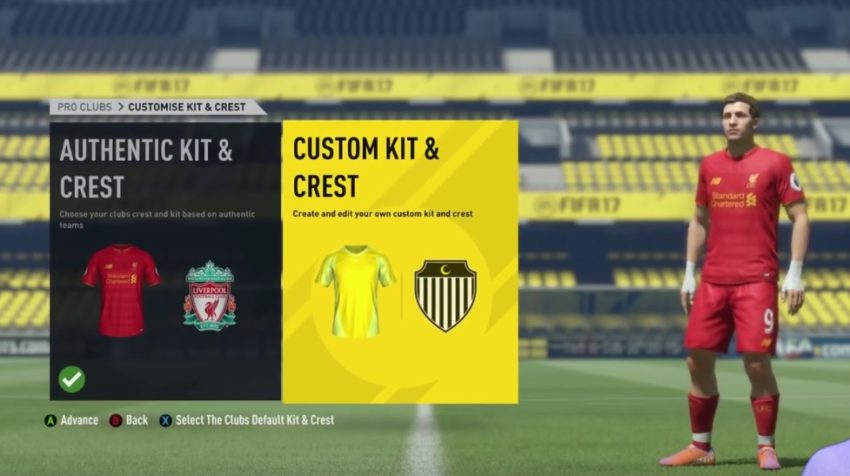 FIFA17
FIFA17
FIFA17
PRO CLUBS > CUSTOMISE KIT & CREST
AUTHENTIC KIT &
CREST
Choose your clubs crest and kit based on authentic
teams
Standard
Chartered
LIVERPOOL
FOOTBALL CLUB
CUSTOM KIT &
CREST
Create and edit your own custom kit and crest
FIFA17
Standard
Chartered
9
A Advance B Back X Select The Clubs Default Kit & Crest